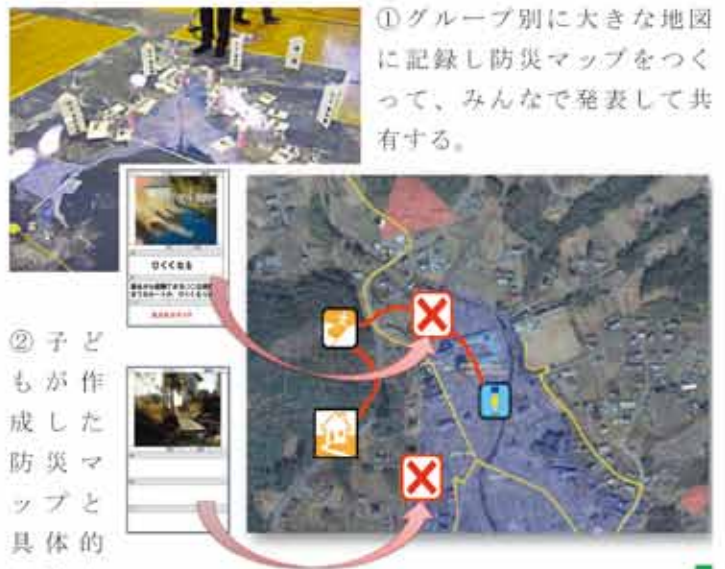 ①グループ別に大きな地図
に記録し防災マップをつく
って、みんなで発表して共
有する。
ひくくなる
②子ど
もが作
成した
防災マ
ップと
具体的